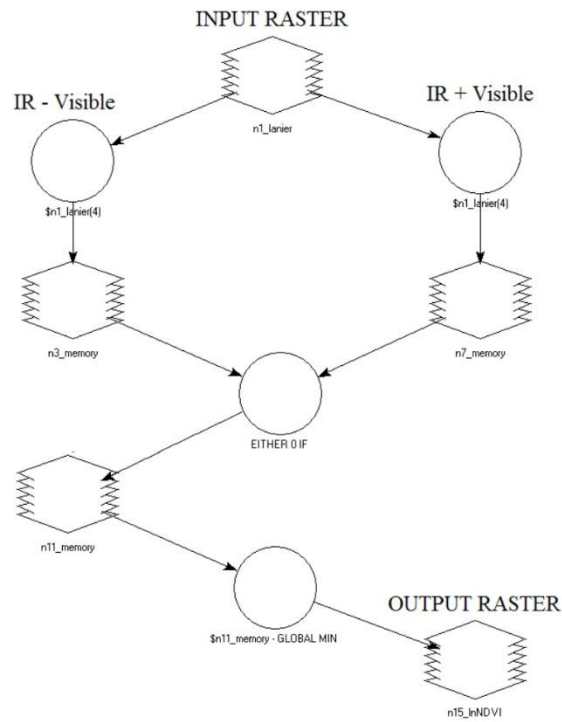 INPUT RASTER
n1_lanier
IR - Visible
IR + Visible
$n1_lanier(4)
$n1_lanier(4)
n3_memory
n7_memory
EITHER 0 IF
n11_memory
$n11_memory - GLOBAL MIN
OUTPUT RASTER
n15_lnNDVI